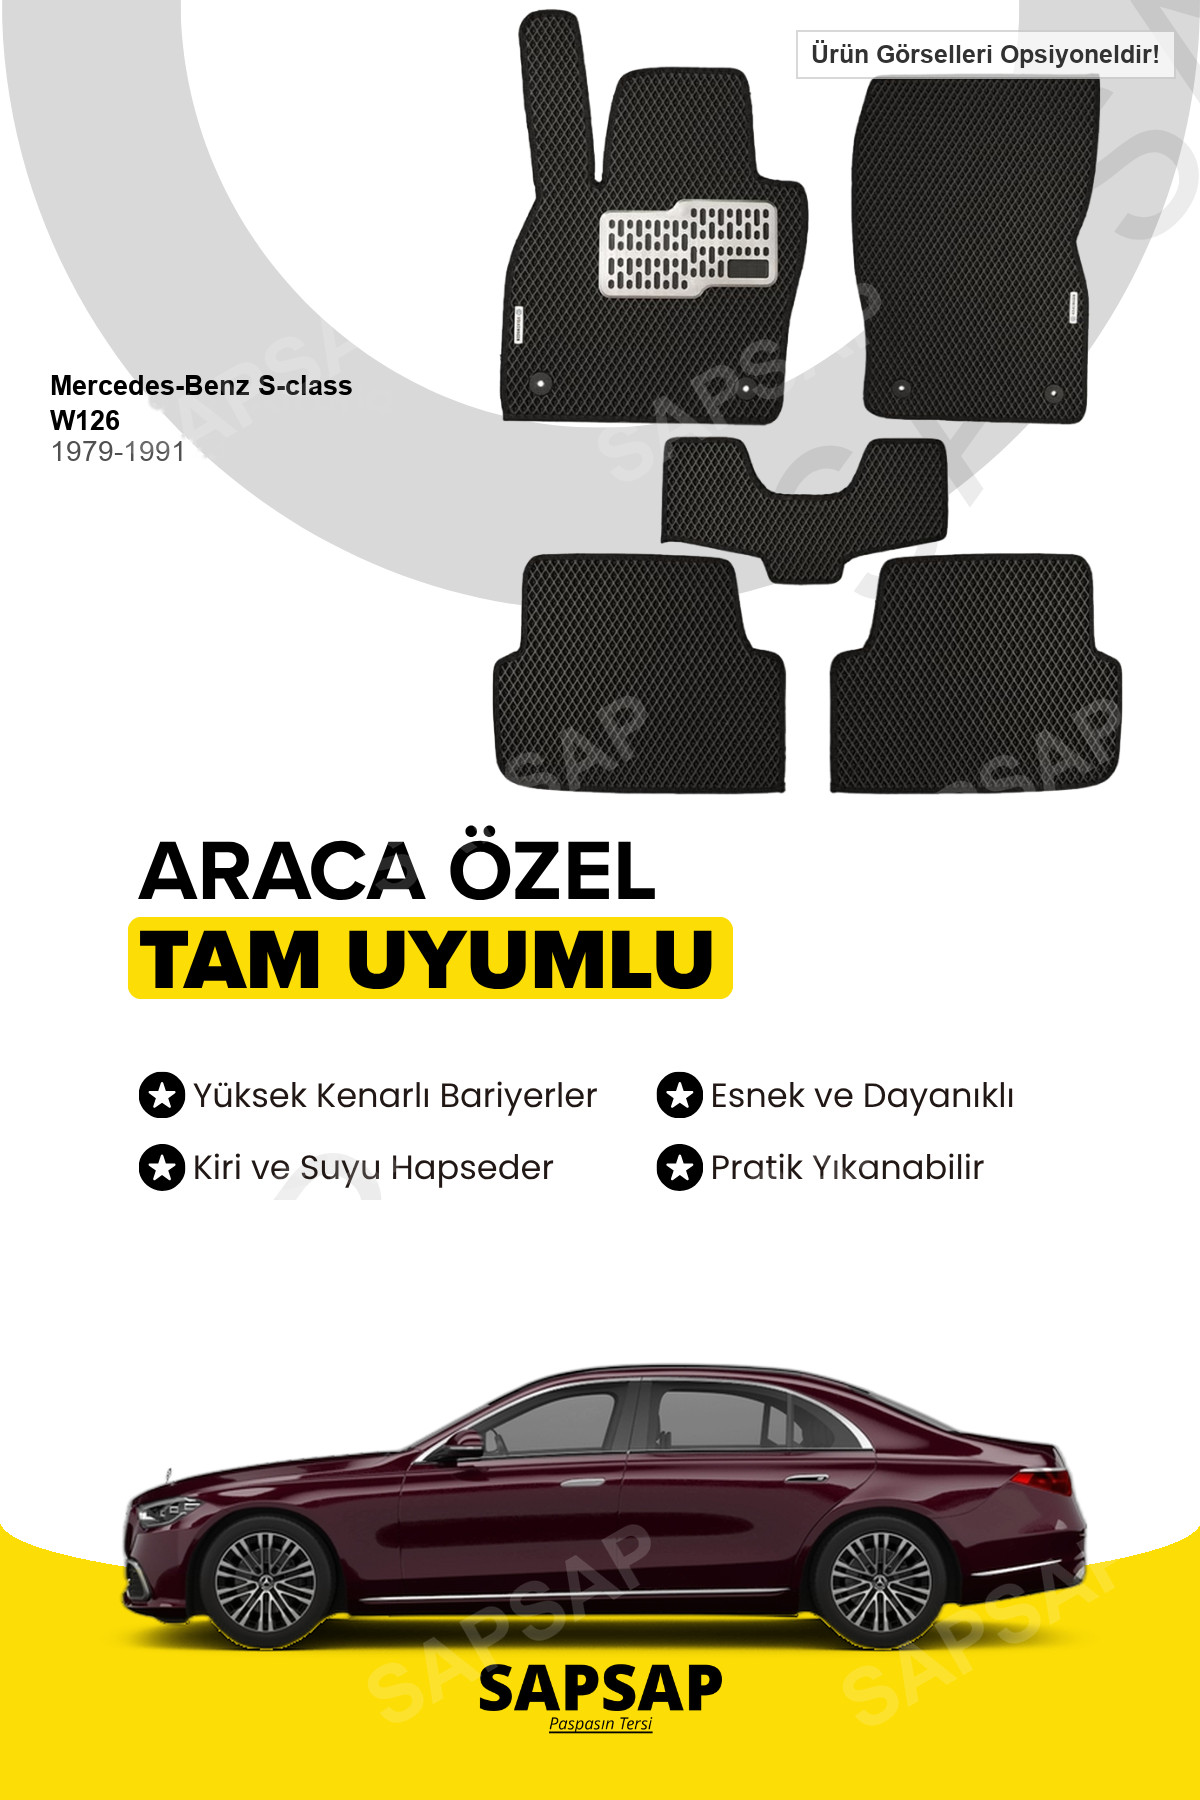 Ürün Görselleri Opsiyoneldir!
Mercedes-Benz S-class
W126
1979-1991
ARACA ÖZEL
TAM UYUMLU
Yüksek Kenarlı Bariyerler
Esnek ve Dayanıklı
Kiri ve Suyu Hapseder
Pratik Yıkanabilir
SAPSAP
Paspasın Tersi